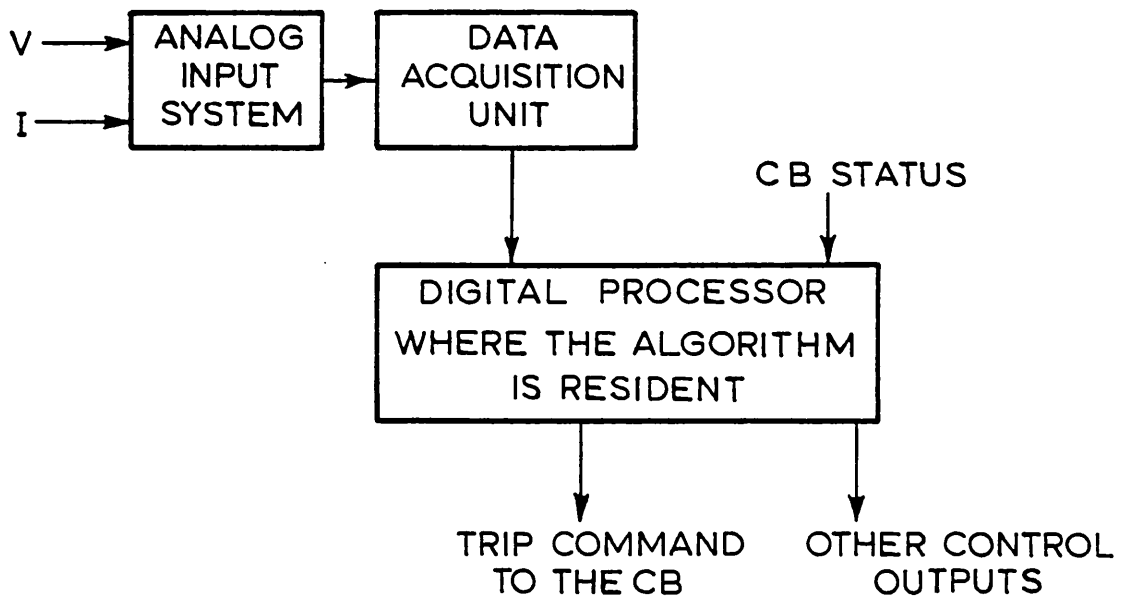 V
I
ANALOG
INPUT
SYSTEM
DATA
ACQUISITION
UNIT
CB STATUS
DIGITAL PROCESSOR
WHERE THE ALGORITHM
IS RESIDENT
TRIP COMMAND
TO THE CB
OTHER CONTROL
OUTPUTS